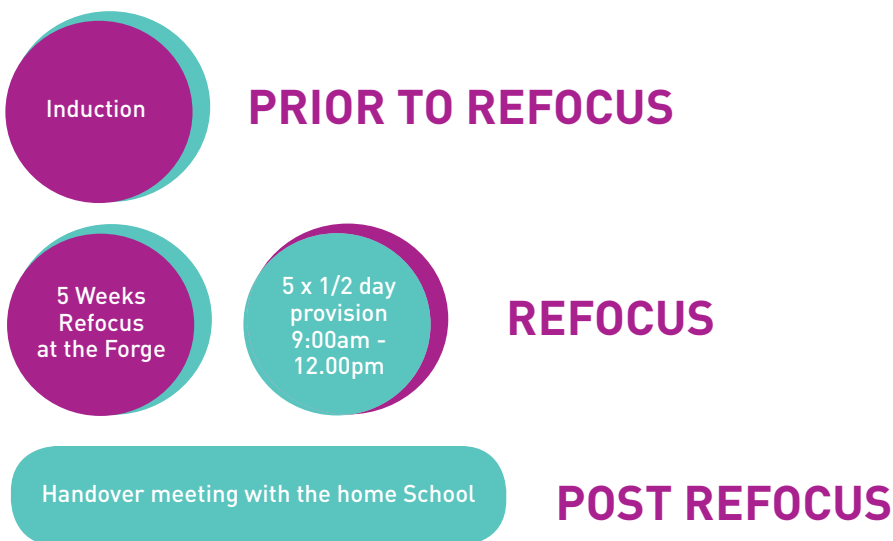 Induction
PRIOR TO REFOCUS
5 Weeks
Refocus
at the Forge
5 x 1/2 day
provision
9:00am -
12.00pm
REFOCUS
Handover meeting with the home School
POST REFOCUS